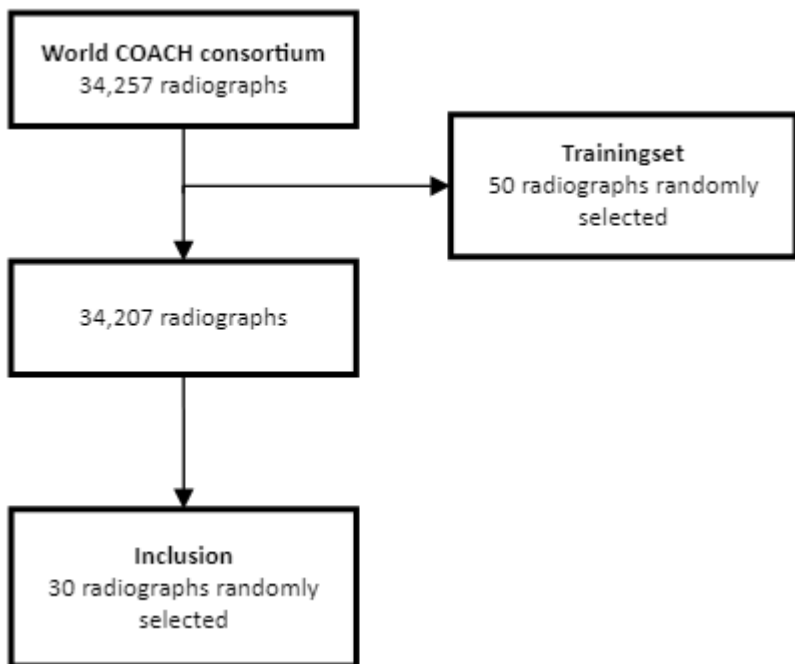 World COACH consortium
34,257 radiographs
Trainingset
50 radiographs randomly
selected
34,207 radiographs
Inclusion
30 radiographs randomly
selected